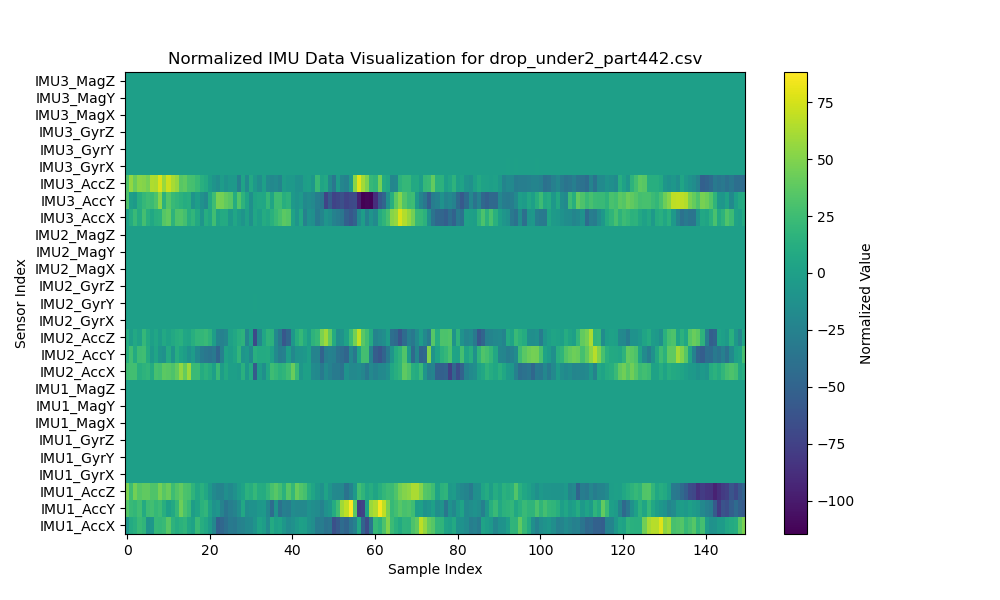 Normalized IMU Data Visualization for drop_under2_part442.csv
IMU3_MagZ
IMU3_MagY
IMU3_MagX
IMU3_GyrZ
IMU3_GyrY
IMU3_GyrX
IMU3_AccZ
IMU3_AccY
IMU3_AccX
IMU2_MagZ
IMU2_MagY
IMU2_MagX
IMU2_GyrZ
IMU2_GyrY
IMU2_GyrX
IMU2_AccZ
IMU2_AccY
IMU2_AccX
IMU1_MagZ
IMU1_MagY
IMU1_MagX
IMU1_GyrZ
IMU1_GyrY
IMU1_GyrX
IMU1_AccZ
IMU1_AccY
IMU1_AccX
Sensor Index
0 20 40 60 80 100 120 140
Sample Index
75
50
25
0
−25
−50
−75
−100
Normalized Value